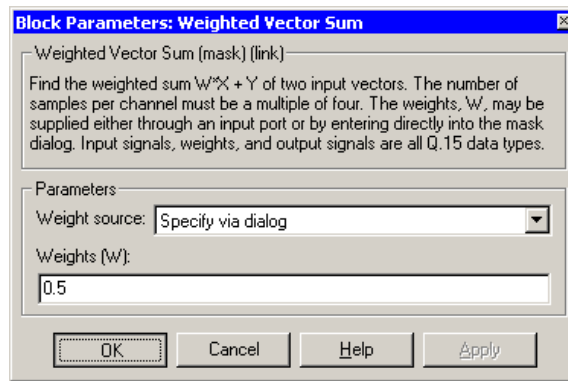 Block Parameters: Weighted Vector Sum
Weighted Vector Sum (mask) (link)
Find the weighted sum W*X + Y of two input vectors. The number of
samples per channel must be a multiple of four. The weights, W, may be
supplied either through an input port or by entering directly into the mask
dialog. Input signals, weights, and output signals are all Q.15 data types.
Parameters
Weight source: Specify via dialog
Weights (W):
0.5
OK Cancel Help Apply